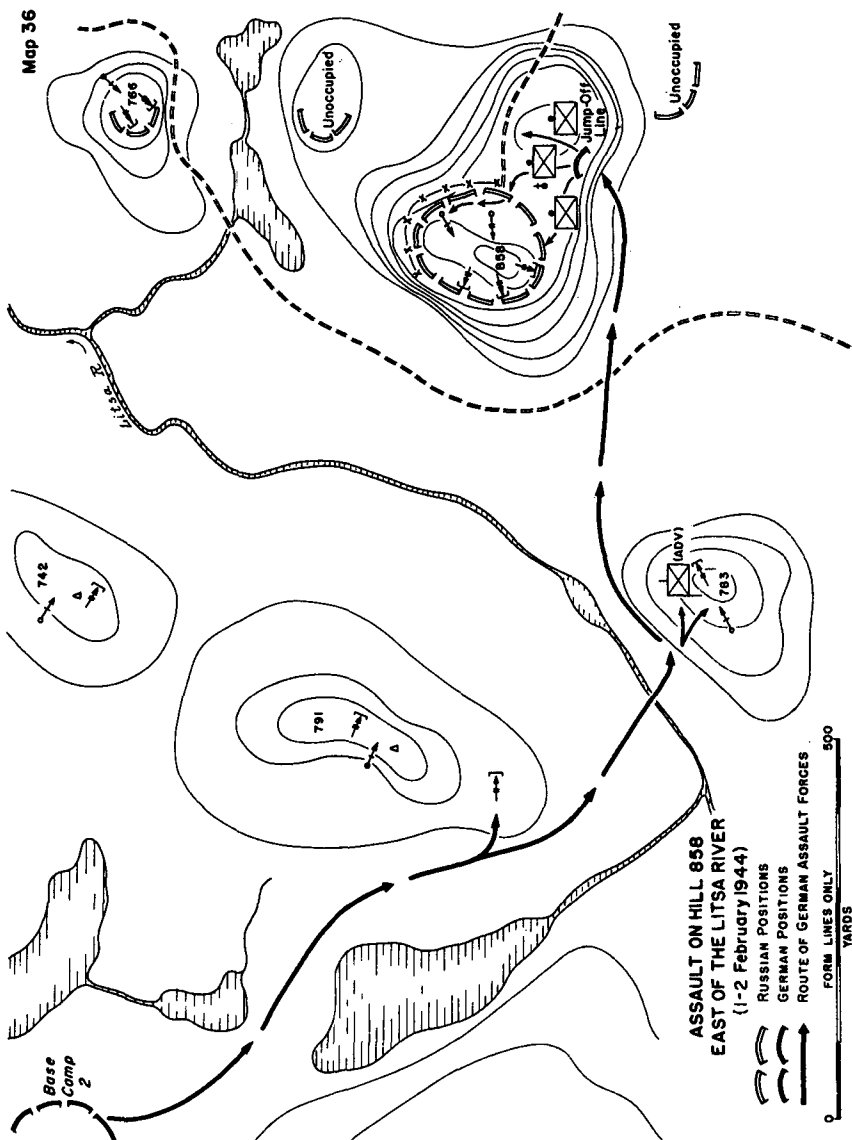 Map 36
766
Unoccupied
Unoccupied
Jump-Off
Line
858
Litsa R.
742
791
(ADV)
783
Base
Camp
2
ASSAULT ON HILL 858
EAST OF THE LITSA RIVER
(1-2 February 1944)
RUSSIAN POSITIONS
GERMAN POSITIONS
ROUTE OF GERMAN ASSAULT FORCES
FORM LINES ONLY
0 500
YARDS